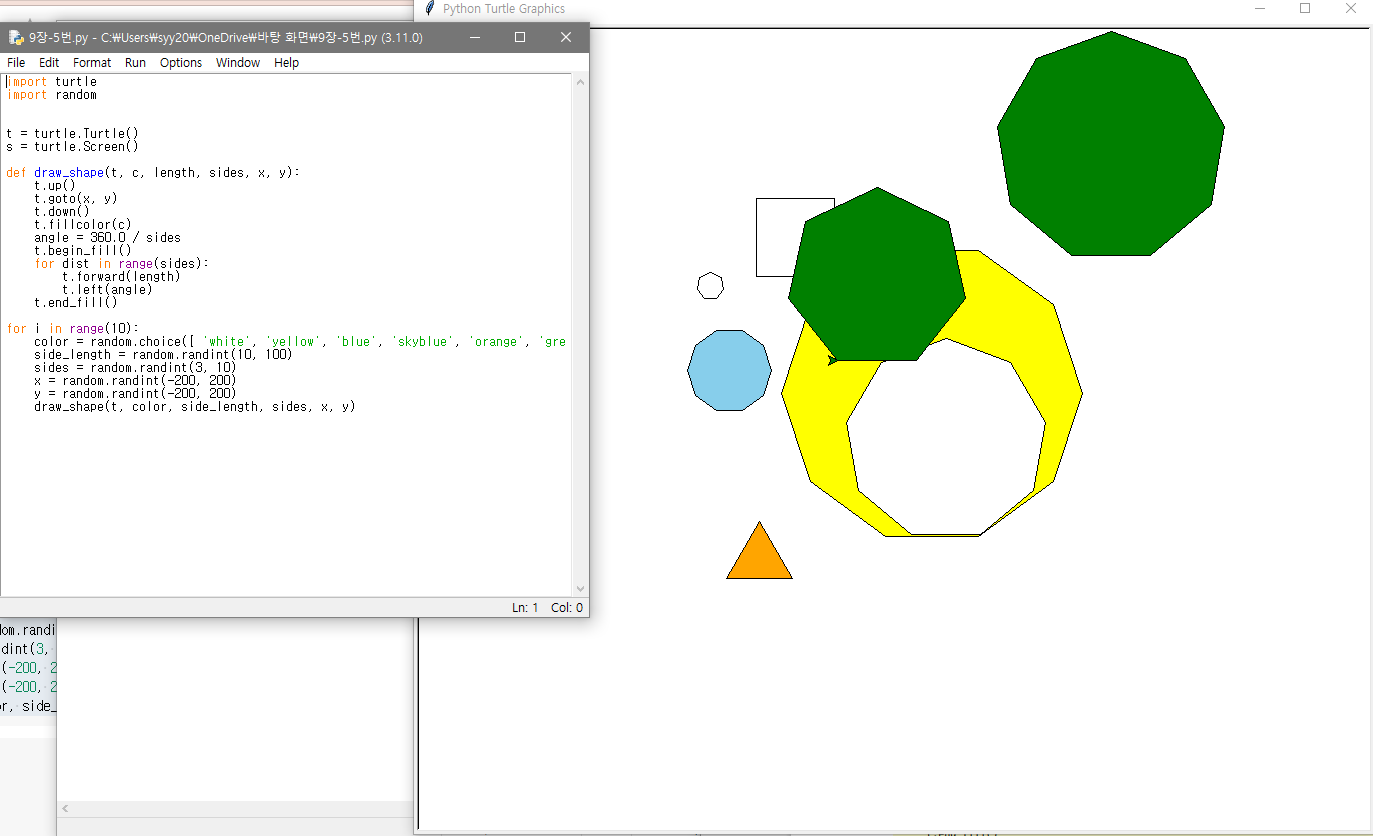 Python Turtle Graphics
9장-5번.py - C:₩Users₩syy20₩OneDrive₩바탕 화면₩9장-5번.py (3.11.0)
File Edit Format Run Options Window Help
import turtle
import random
t = turtle.Turtle()
s = turtle.Screen()
def draw_shape(t, c, length, sides, x, y):
    t.up()
    t.goto(x, y)
    t.down()
    t.fillcolor(c)
    angle = 360.0 / sides
    t.begin_fill()
    for dist in range(sides):
        t.forward(length)
        t.left(angle)
    t.end_fill()
for i in range(10):
    color = random.choice([ 'white', 'yellow', 'blue', 'skyblue', 'orange', 'gre
    side_length = random.randint(10, 100)
    sides = random.randint(3, 10)
    x = random.randint(-200, 200)
    y = random.randint(-200, 200)
    draw_shape(t, color, side_length, sides, x, y)
Ln: 1 Col: 0
dom.randi
dint(3,
(-200, 2
(-200, 2
or, side_